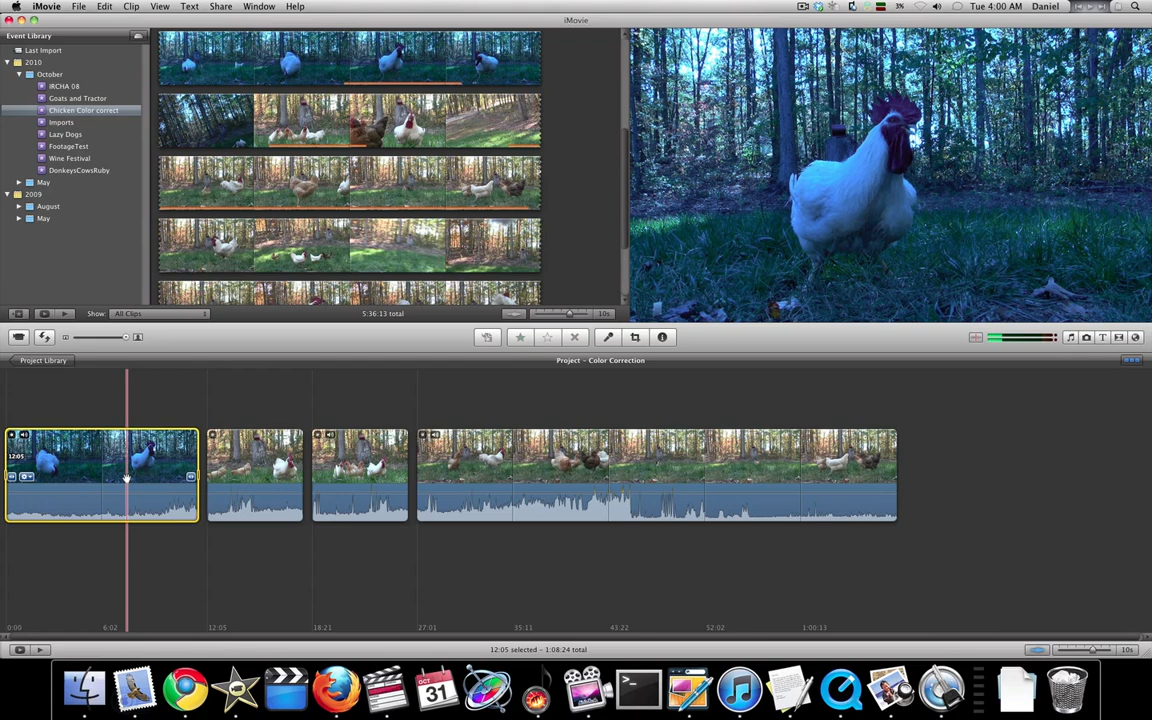 iMovie File Edit Clip View Text Share Window Help 3% Tue 4:00 AM Daniel
iMovie
Event Library
Last Import
2010
October
IRCHA 08
Goats and Tractor
Chicken Color correct
Imports
Lazy Dogs
FootageTest
Wine Festival
DonkeysCowsRuby
May
2009
August
May
Show: All Clips 5:36:13 total 10s
Project Library Project – Color Correction
12:05
0:00 6:02 12:05 18:21 27:01 35:11 43:22 52:02 1:00:13
12:05 selected – 1:08:24 total 10s
OCT
31